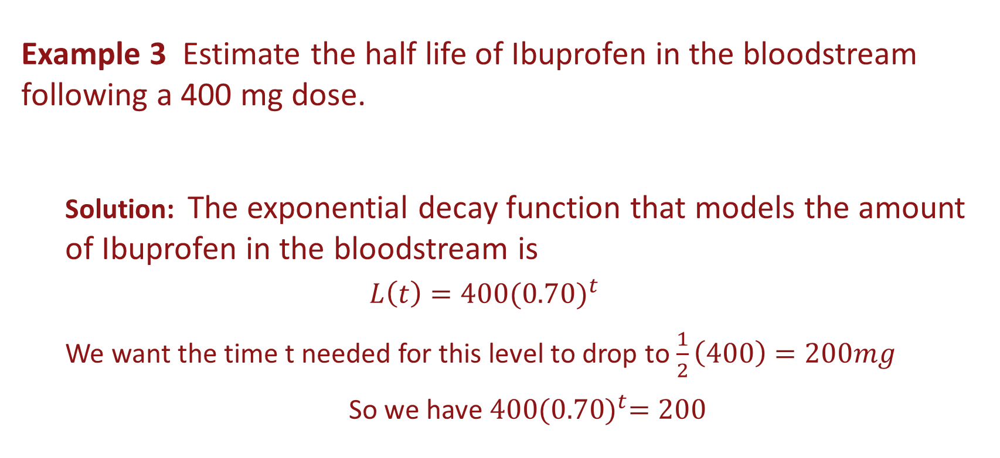 Example 3 Estimate the half life of Ibuprofen in the bloodstream
following a 400 mg dose.
Solution: The exponential decay function that models the amount
of Ibuprofen in the bloodstream is
𝐿(𝑡) = 400(0.70)^𝑡
We want the time t needed for this level to drop to 1/2 (400) = 200𝑚𝑔
So we have 400(0.70)^𝑡= 200